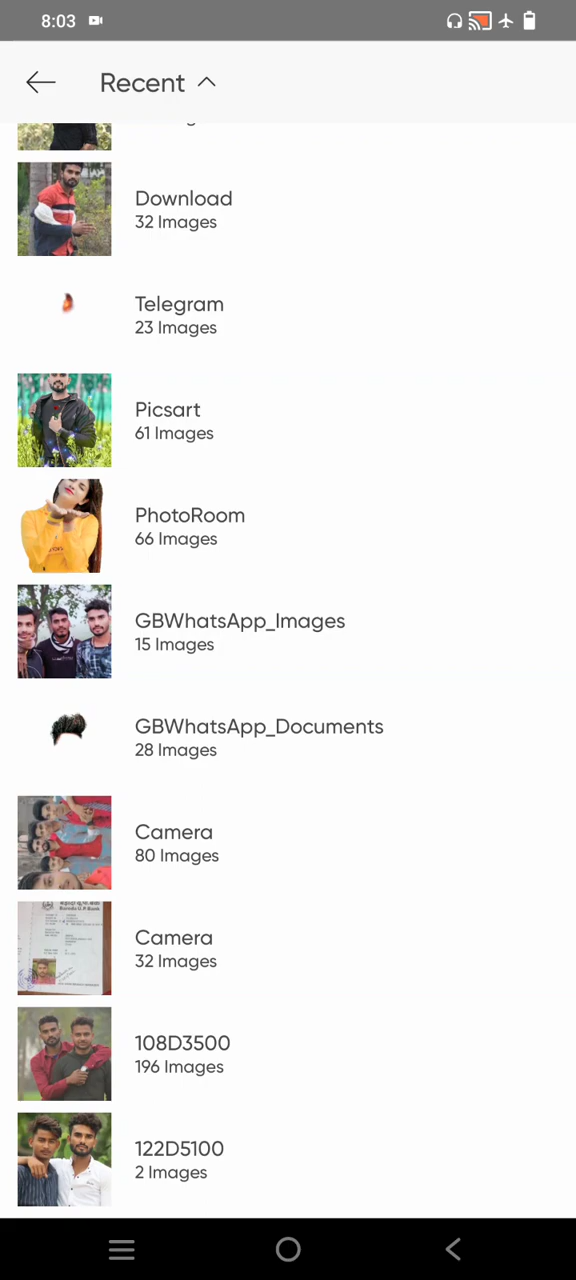 8:03
Recent
Download
32 Images
Telegram
23 Images
Picsart
61 Images
PhotoRoom
66 Images
GBWhatsApp_Images
15 Images
GBWhatsApp_Documents
28 Images
Camera
80 Images
Camera
32 Images
108D3500
196 Images
122D5100
2 Images